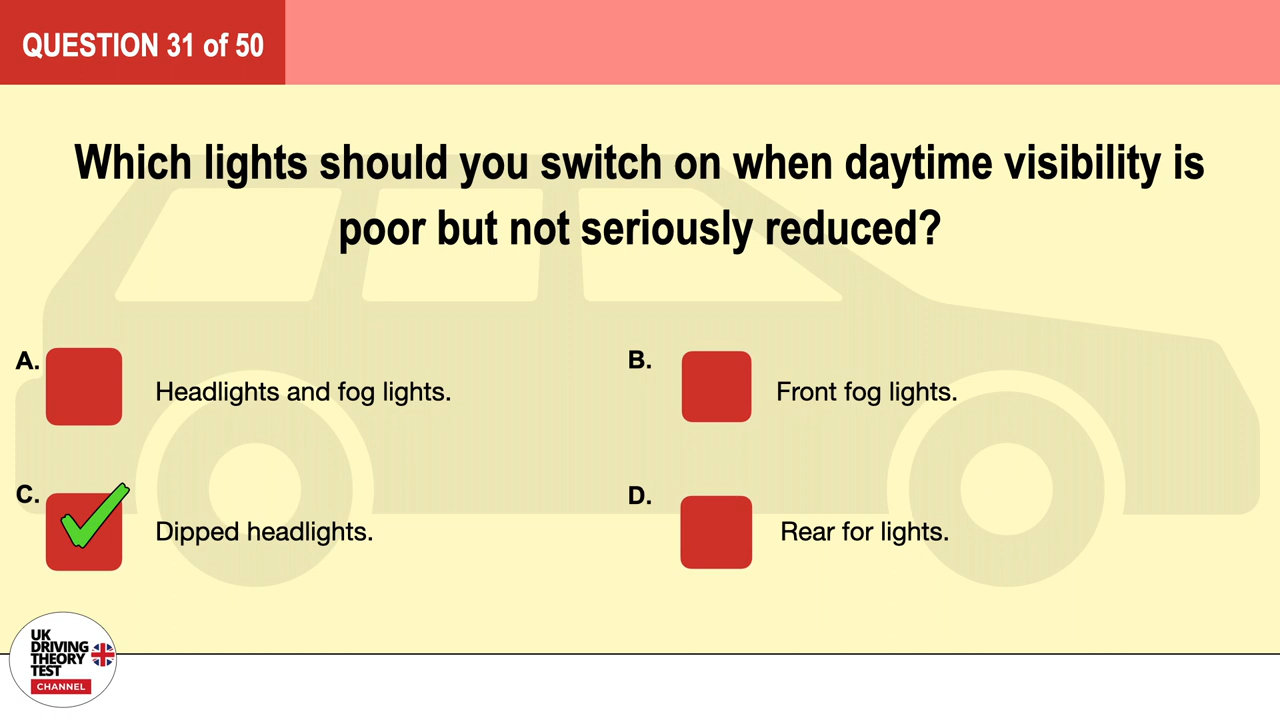 QUESTION 31 of 50
Which lights should you switch on when daytime visibility is
poor but not seriously reduced?
A.
Headlights and fog lights.
B.
Front fog lights.
C.
Dipped headlights.
D.
Rear for lights.
UK
DRIVING
THEORY
TEST
CHANNEL